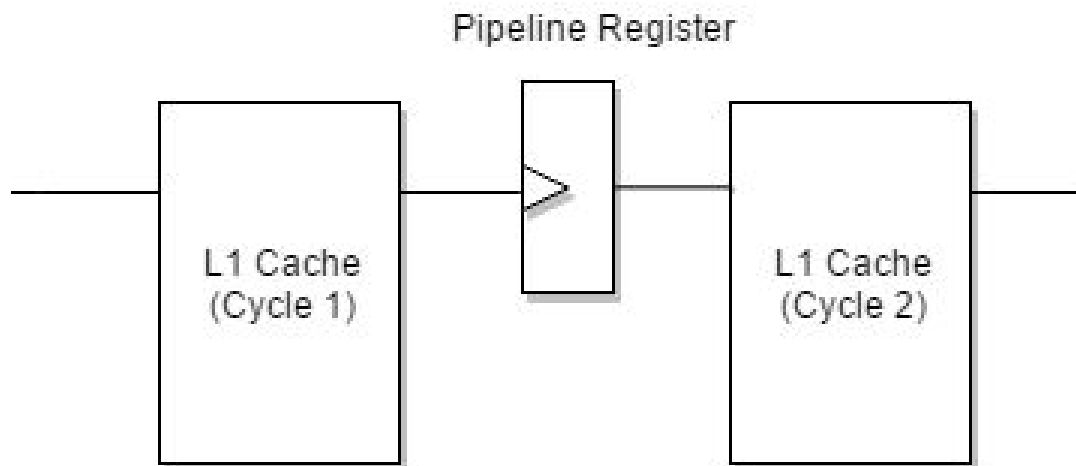 Pipeline Register
L1 Cache
(Cycle 1)
L1 Cache
(Cycle 2)